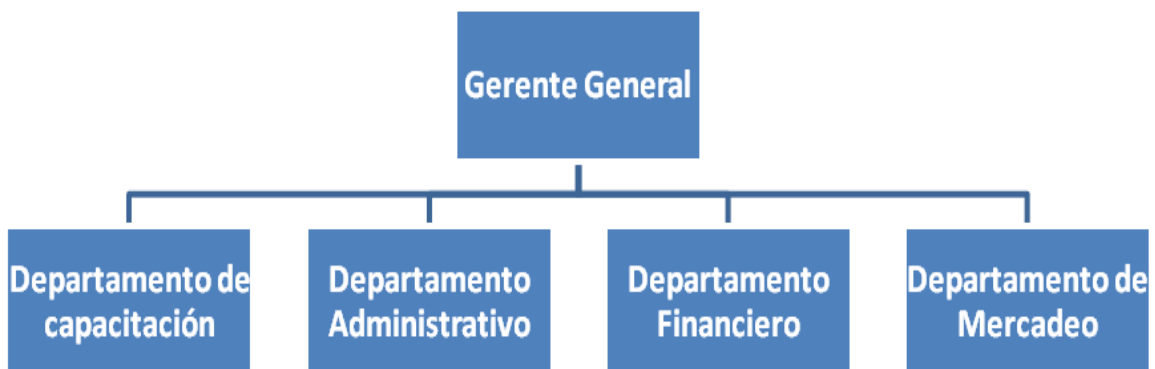 Gerente General
Departamento de
capacitación
Departamento
Administrativo
Departamento
Financiero
Departamento de
Mercadeo